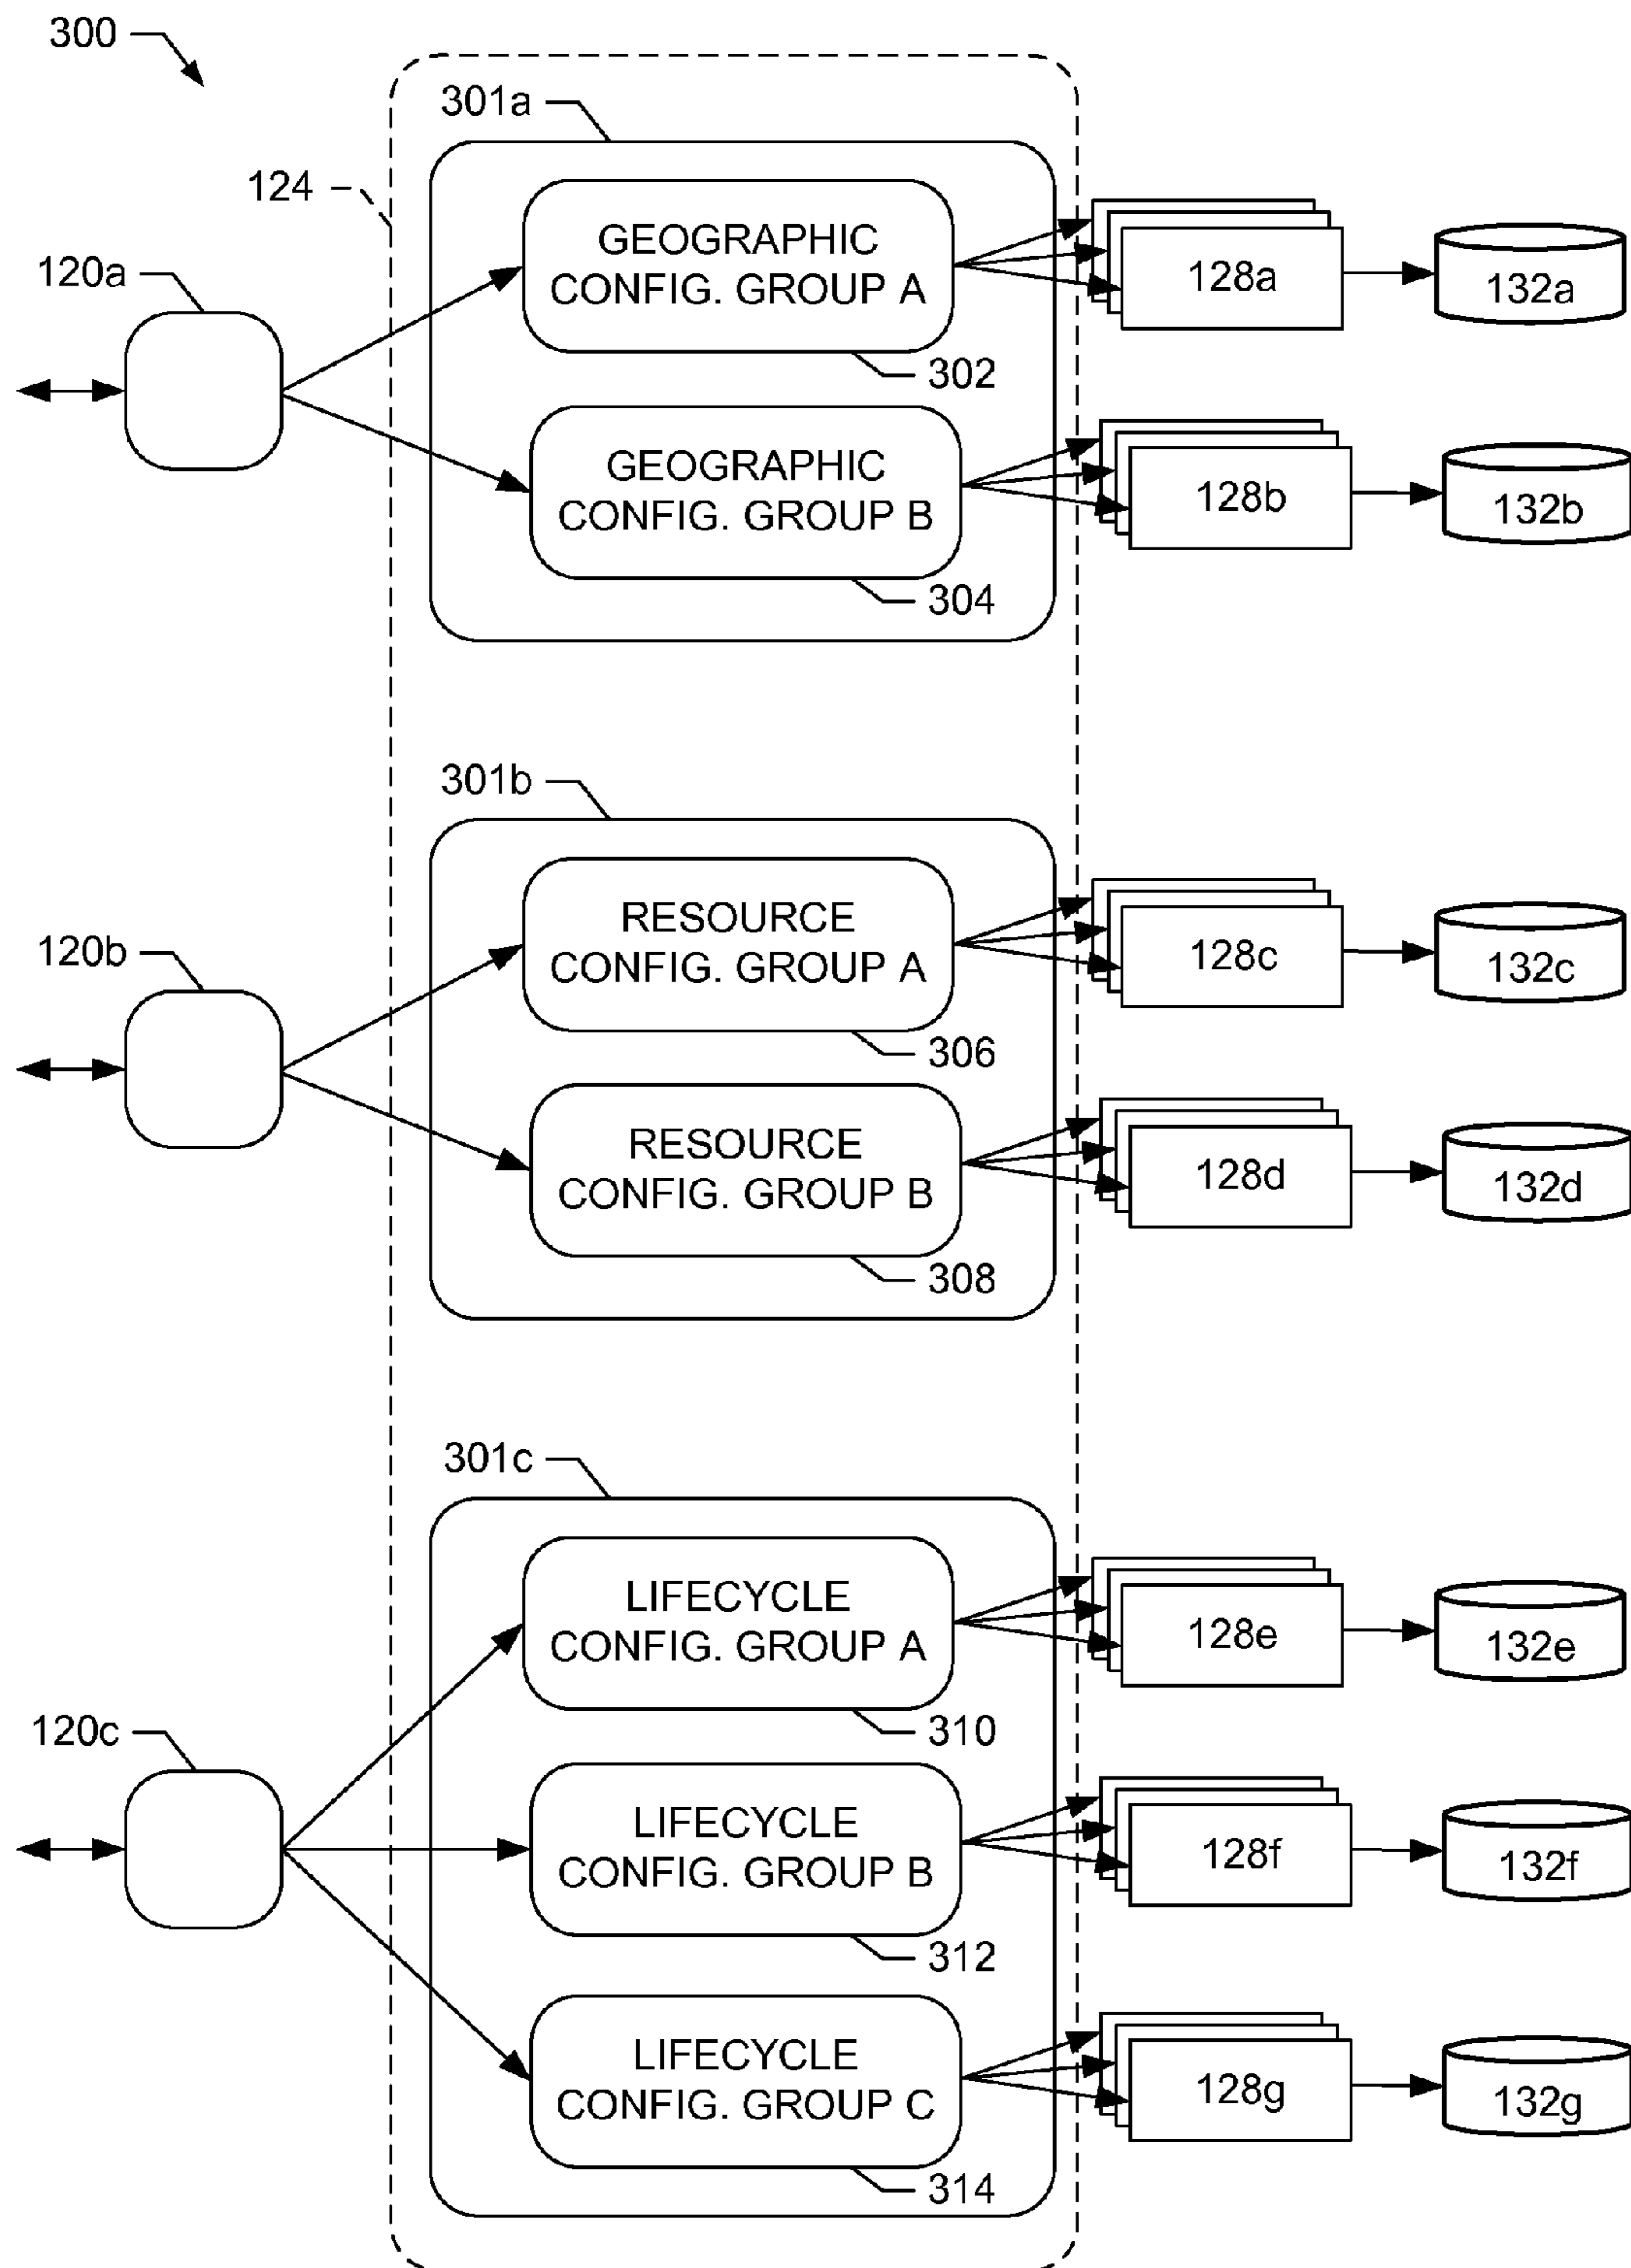 300
301a
124
GEOGRAPHIC
CONFIG. GROUP A
128a
132a
120a
302
GEOGRAPHIC
CONFIG. GROUP B
128b
132b
304
301b
RESOURCE
CONFIG. GROUP A
128c
132c
120b
306
RESOURCE
CONFIG. GROUP B
128d
132d
308
301c
LIFECYCLE
CONFIG. GROUP A
128e
132e
120c
310
LIFECYCLE
CONFIG. GROUP B
128f
132f
312
LIFECYCLE
CONFIG. GROUP C
128g
132g
314